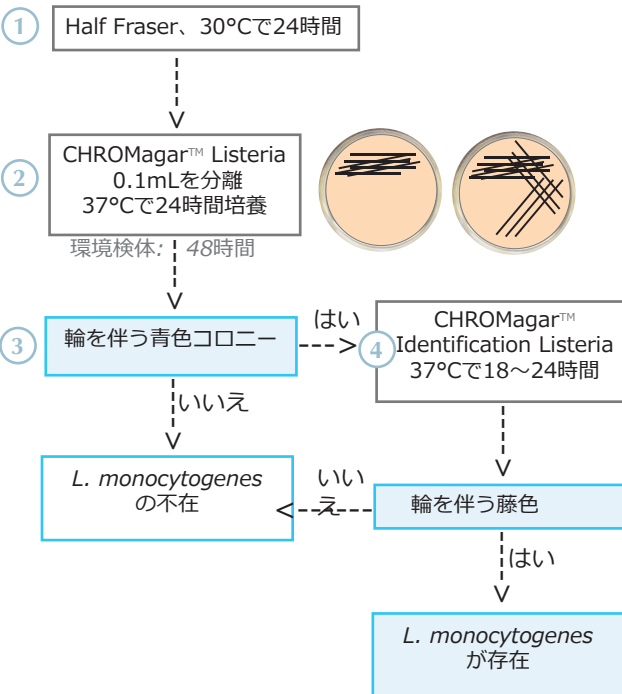 1
Half Fraser、30°Cで24時間
2
CHROMagar™ Listeria
0.1mLを分離
37°Cで24時間培養
環境検体: 48時間
3
輪を伴う青色コロニー
はい
4
CHROMagar™
Identification Listeria
37°Cで18～24時間
いいえ
L. monocytogenes
の不在
いい
え
輪を伴う藤色
はい
L. monocytogenes
が存在